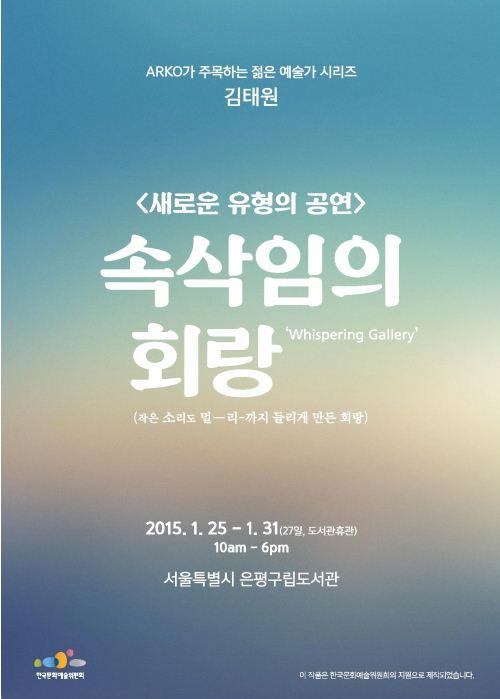 ARKO가 주목하는 젊은 예술가 시리즈
김태원
<새로운 유형의 공연>
속삭임의
회랑 ‘Whispering Gallery’
(작은 소리도 멀—리-까지 들리게 만든 회랑)
2015. 1. 25 – 1. 31(27일, 도서관휴관)
10am – 6pm
서울특별시 은평구립도서관
한국문화예술위원회
이 작품은 한국문화예술위원회의 지원으로 제작되었습니다.